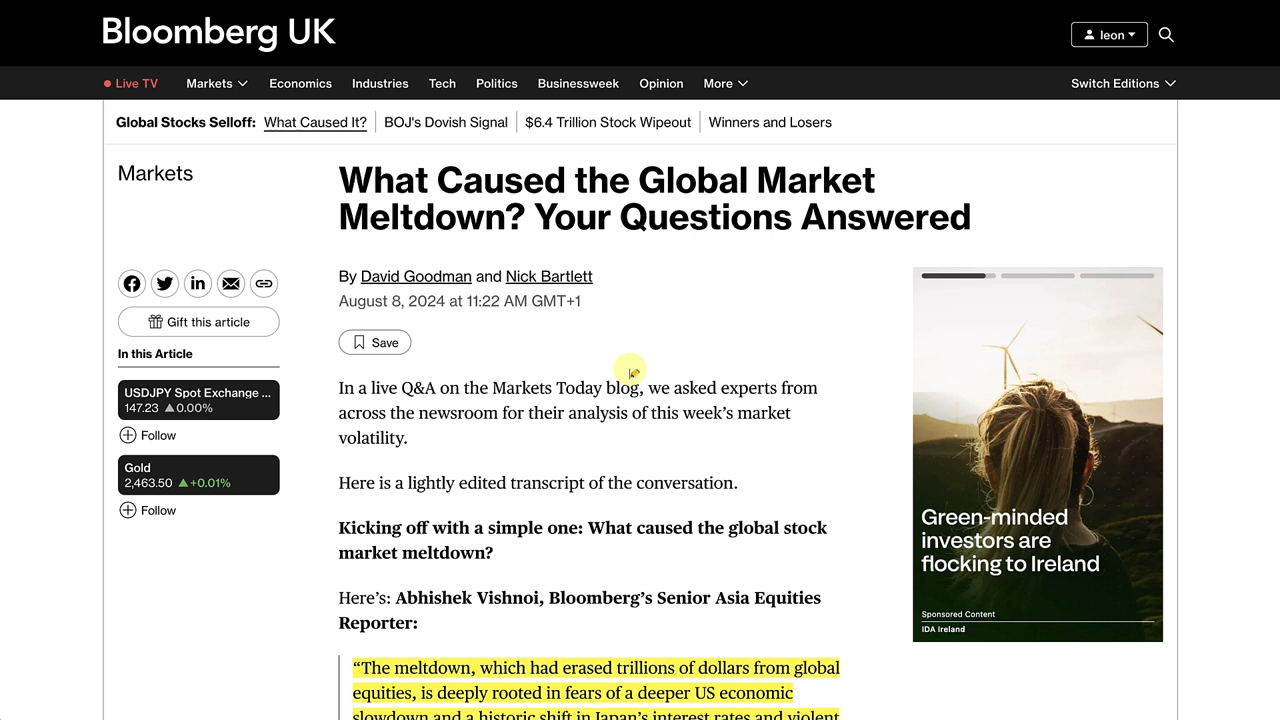 Bloomberg UK
leon
Live TV
Markets
Economics
Industries
Tech
Politics
Businessweek
Opinion
More
Switch Editions
Global Stocks Selloff:
What Caused It?
BOJ's Dovish Signal
$6.4 Trillion Stock Wipeout
Winners and Losers
Markets
What Caused the Global Market
Meltdown? Your Questions Answered
By David Goodman and Nick Bartlett
August 8, 2024 at 11:22 AM GMT+1
Save
Gift this article
In this Article
USDJPY Spot Exchange ...
147.23 ▲0.00%
Follow
Gold
2,463.50 ▲+0.01%
Follow
In a live Q&A on the Markets Today blog, we asked experts from
across the newsroom for their analysis of this week’s market
volatility.
Here is a lightly edited transcript of the conversation.
Kicking off with a simple one: What caused the global stock
market meltdown?
Here’s: Abhishek Vishnoi, Bloomberg’s Senior Asia Equities
Reporter:
“The meltdown, which had erased trillions of dollars from global
equities, is deeply rooted in fears of a deeper US economic
slowdown and a historic shift in Japan’s interest rates and violent
Green-minded
investors are
flocking to Ireland
Sponsored Content
IDA Ireland